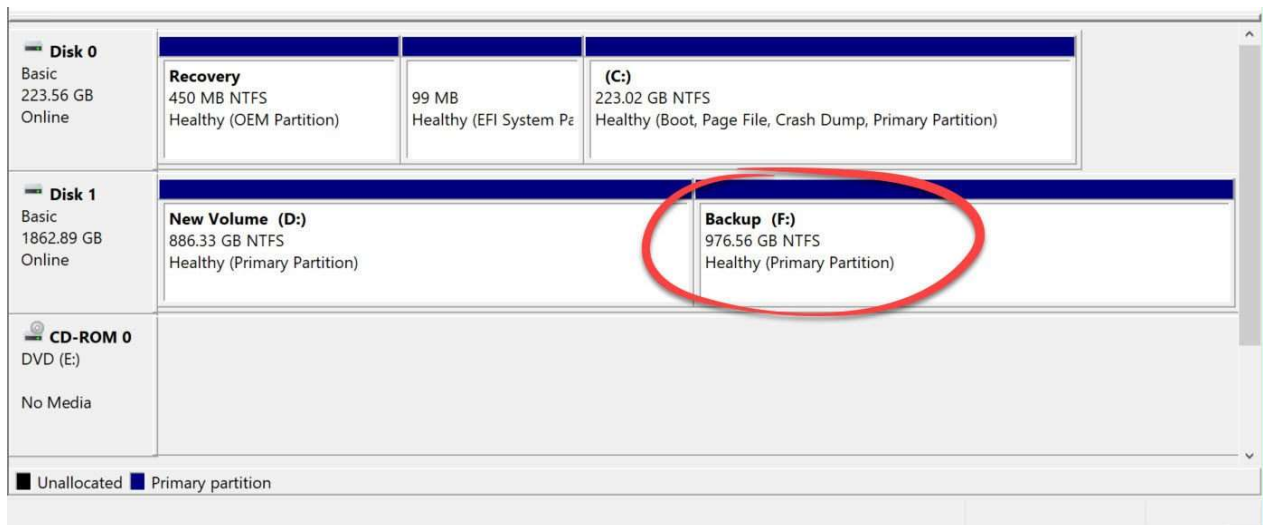 Disk 0
Basic
223.56 GB
Online
Recovery
450 MB NTFS
Healthy (OEM Partition)
99 MB
Healthy (EFI System Pa
(C:)
223.02 GB NTFS
Healthy (Boot, Page File, Crash Dump, Primary Partition)
Disk 1
Basic
1862.89 GB
Online
New Volume (D:)
886.33 GB NTFS
Healthy (Primary Partition)
Backup (F:)
976.56 GB NTFS
Healthy (Primary Partition)
CD-ROM 0
DVD (E:)
No Media
Unallocated Primary partition